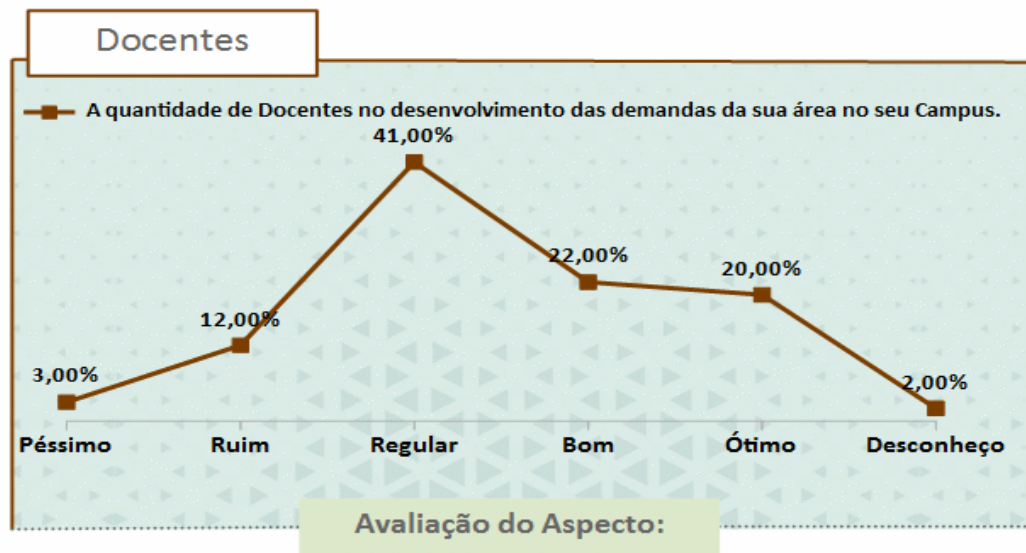 Docentes
A quantidade de Docentes no desenvolvimento das demandas da sua área no seu Campus.
41,00%
22,00%
20,00%
12,00%
3,00%
2,00%
Péssimo Ruim Regular Bom Ótimo Desconheço
Avaliação do Aspecto: